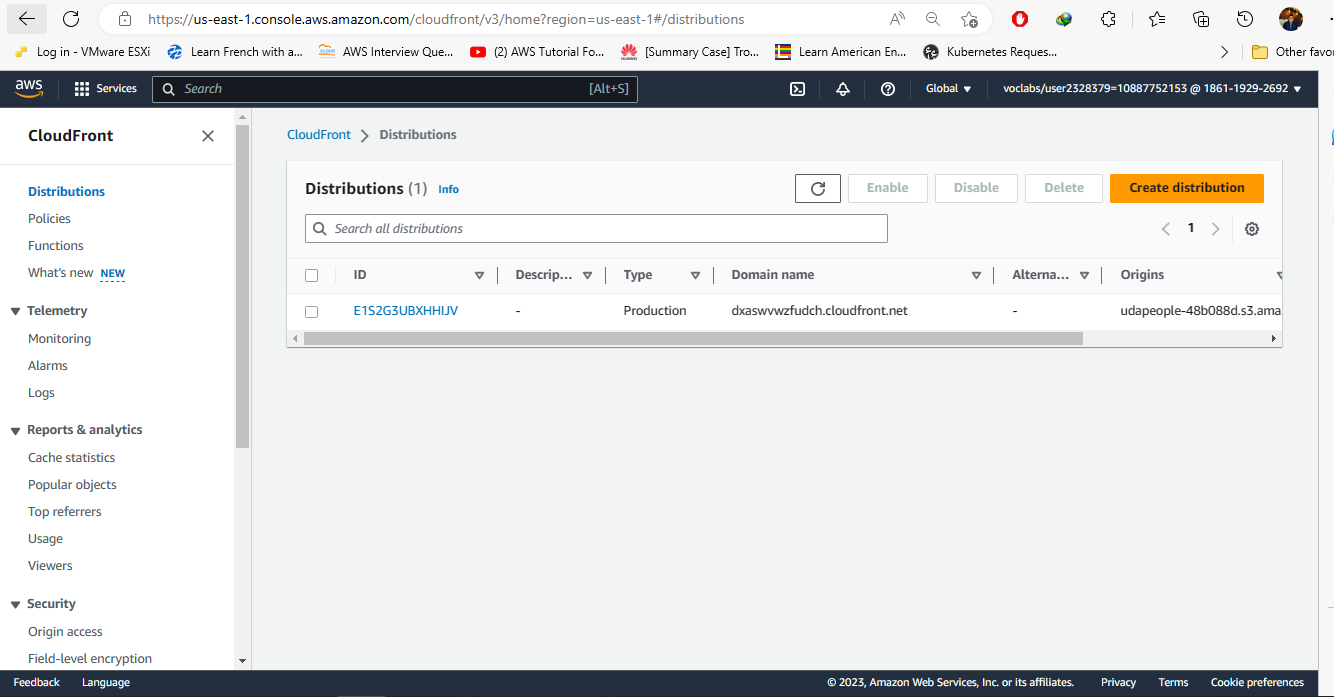 https://us-east-1.console.aws.amazon.com/cloudfront/v3/home?region=us-east-1#/distributions
Log in - VMware ESXi Learn French with a... AWS Interview Que... (2) AWS Tutorial Fo... [Summary Case] Tro... Learn American En... Kubernetes Reques... Other favor
aws Services Search [Alt+S] Global voclabs/user2328379=10887752153 @ 1861-1929-2692
CloudFront
Distributions
Policies
Functions
What's new NEW
Telemetry
Monitoring
Alarms
Logs
Reports & analytics
Cache statistics
Popular objects
Top referrers
Usage
Viewers
Security
Origin access
Field-level encryption
CloudFront Distributions
Distributions (1) Info Enable Disable Delete Create distribution
Search all distributions 1
ID Descrip... Type Domain name Alterna... Origins
E1S2G3UBXHHIJV - Production dxaswvwzfudch.cloudfront.net - udapeople-48b088d.s3.ama
Feedback Language © 2023, Amazon Web Services, Inc. or its affiliates. Privacy Terms Cookie preferences